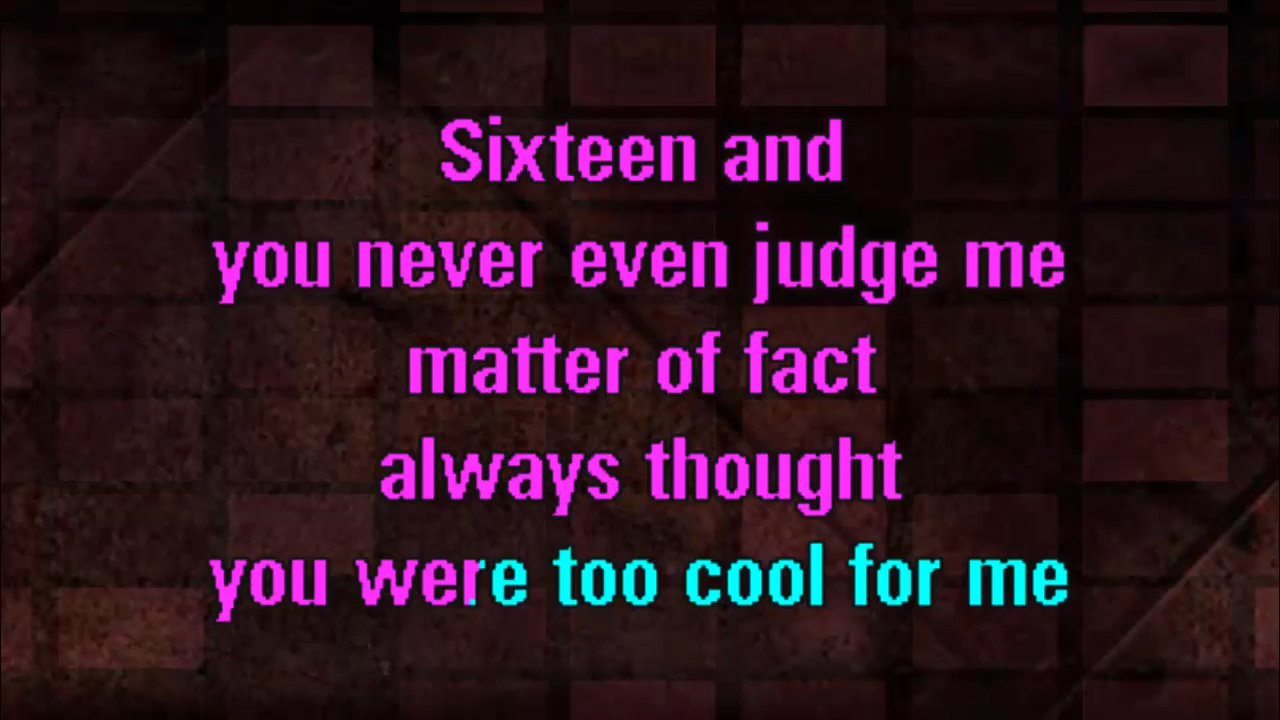 Sixteen and
you never even judge me
matter of fact
always thought
you were too cool for me